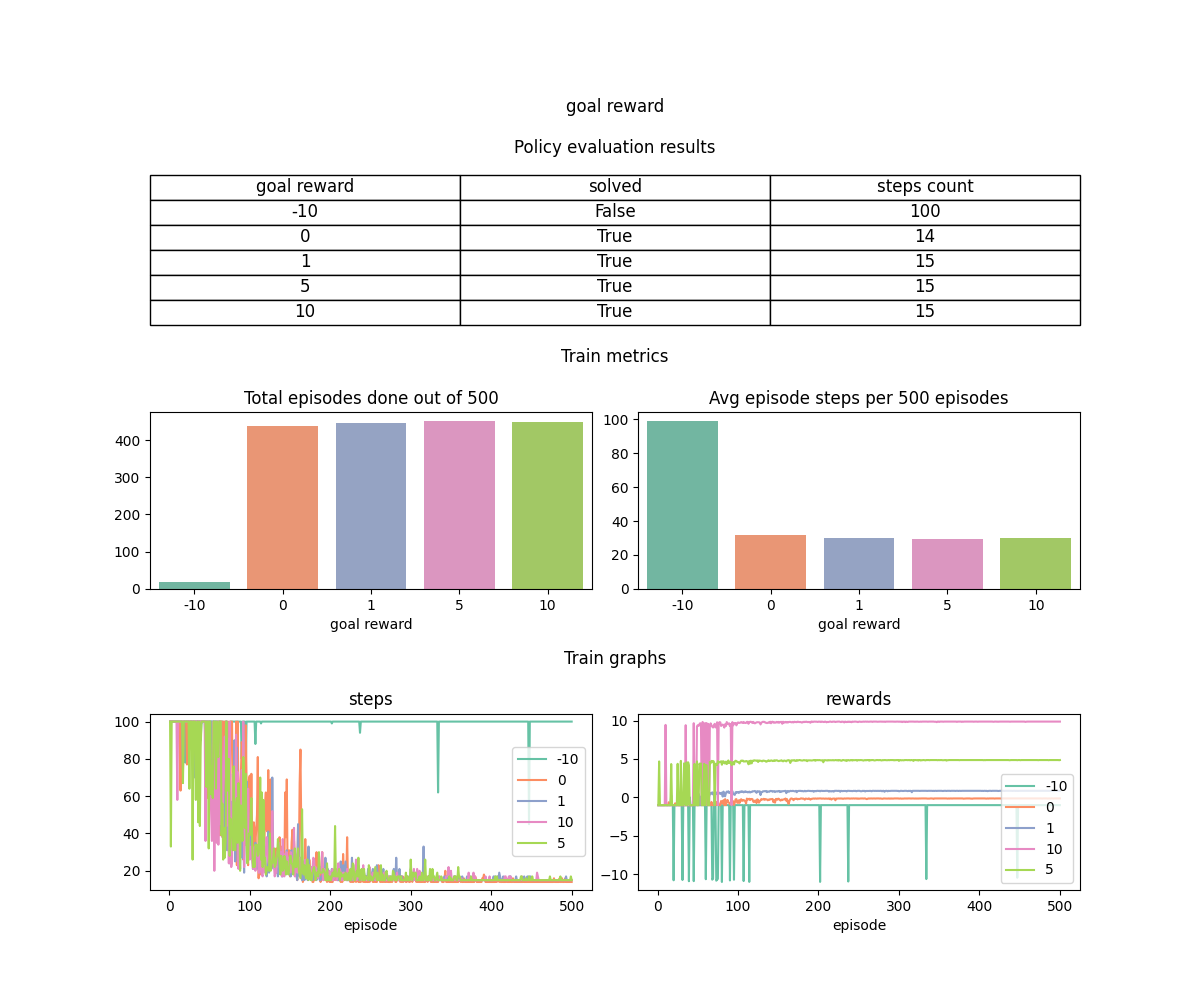 goal reward
Policy evaluation results
goal reward solved steps count
-10 False 100
0 True 14
1 True 15
5 True 15
10 True 15
Train metrics
Total episodes done out of 500
400
300
200
100
0
-10 0 1 5 10
goal reward
Avg episode steps per 500 episodes
100
80
60
40
20
0
-10 0 1 5 10
goal reward
Train graphs
steps
100
80
60
40
20
0 100 200 300 400 500
episode
-10
0
1
10
5
rewards
10
5
0
−5
−10
0 100 200 300 400 500
episode
-10
0
1
10
5